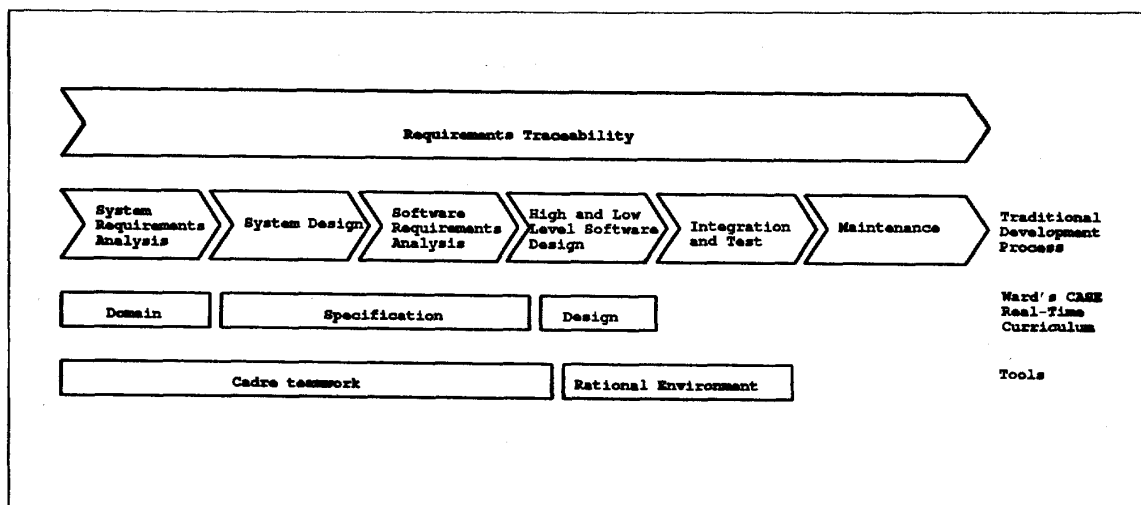 Requirements Traceability
System
Requirements
Analysis
System Design
Software
Requirements
Analysis
High and Low
Level Software
Design
Integration
and Test
Maintenance
Traditional
Development
Process
Domain
Specification
Design
Ward's CASE
Real-Time
Curriculum
Cadre teamwork
Rational Environment
Tools